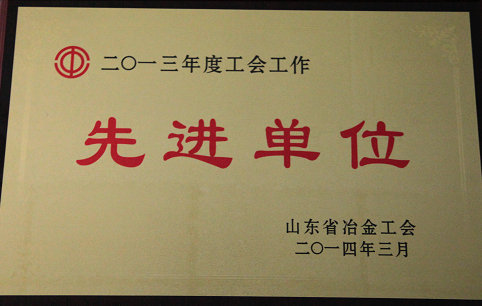 二〇一三年度工会工作
先进单位
山东省冶金工会
二〇一四年三月